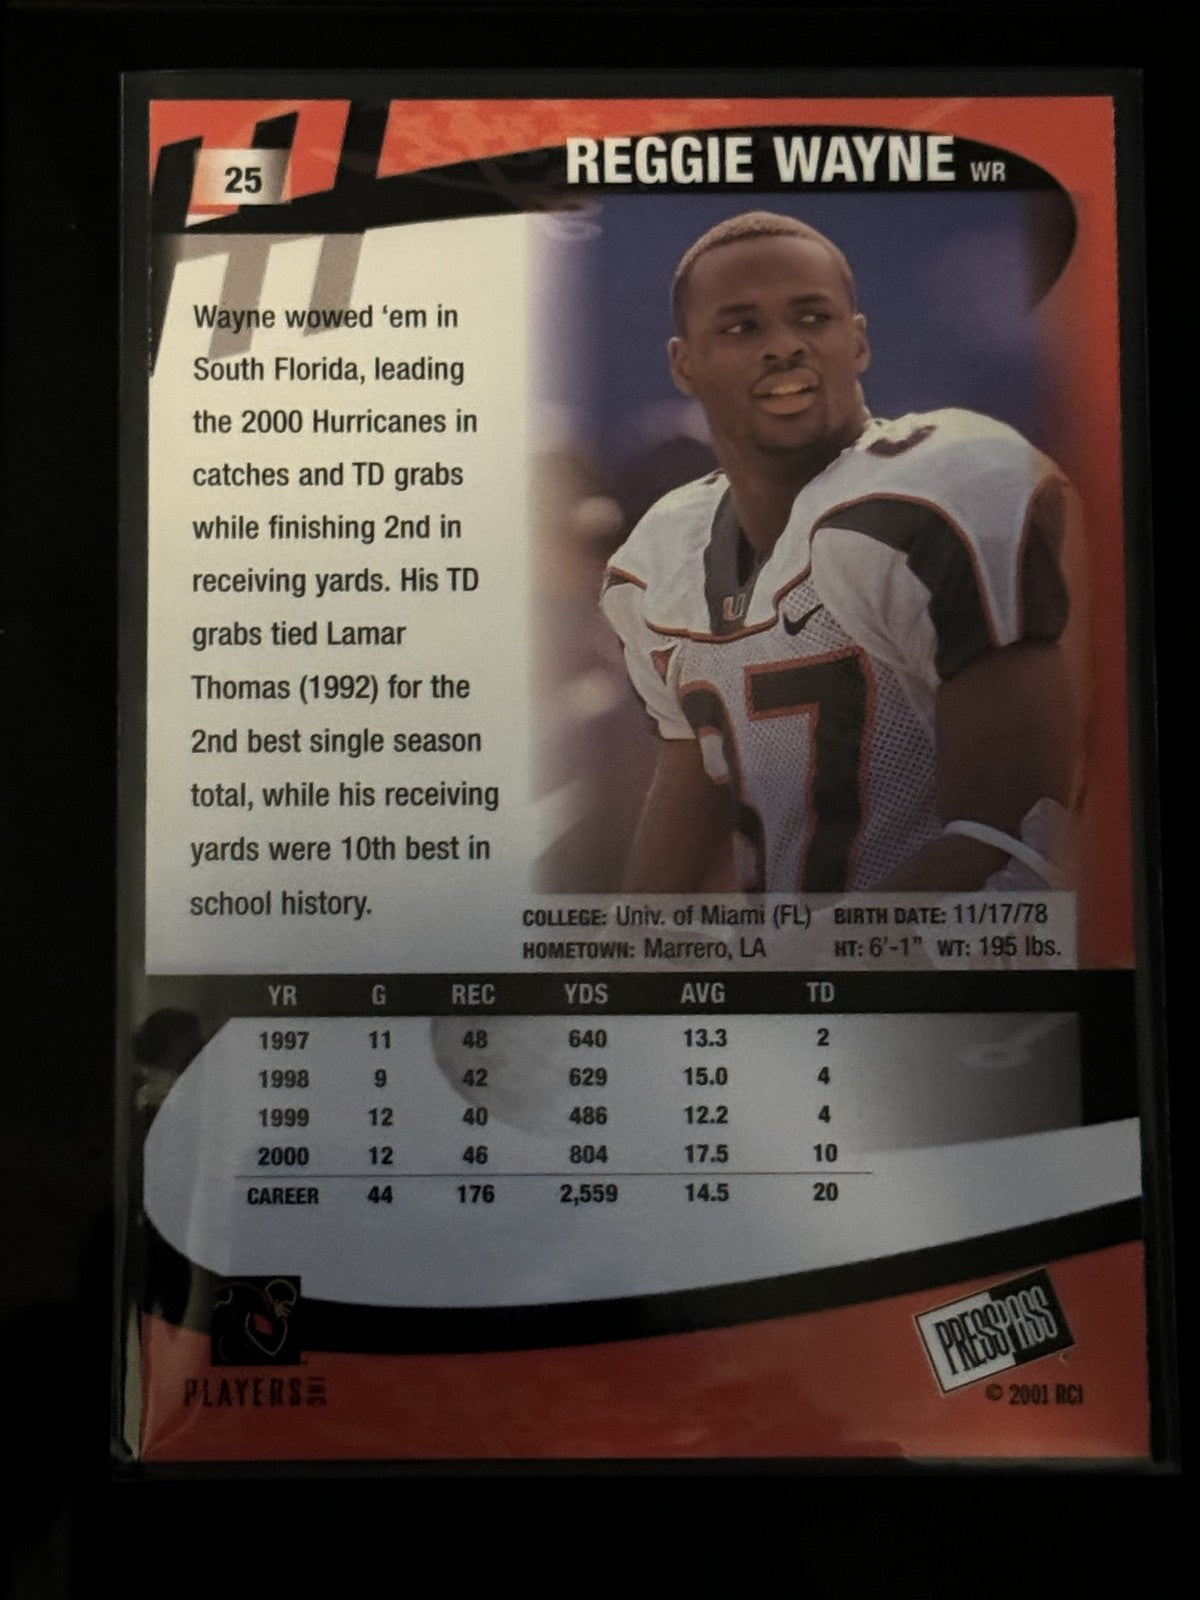 25
REGGIE WAYNE WR
Wayne wowed ‘em in
South Florida, leading
the 2000 Hurricanes in
catches and TD grabs
while finishing 2nd in
receiving yards. His TD
grabs tied Lamar
Thomas (1992) for the
2nd best single season
total, while his receiving
yards were 10th best in
school history.
U
87
COLLEGE: Univ. of Miami (FL) BIRTH DATE: 11/17/78
HOMETOWN: Marrero, LA HT: 6’-1” WT: 195 lbs.
YR G REC YDS AVG TD
1997 11 48 640 13.3 2
1998 9 42 629 15.0 4
1999 12 40 486 12.2 4
2000 12 46 804 17.5 10
CAREER 44 176 2,559 14.5 20
PLAYERS INC
PRESS PASS
© 2001 RCI